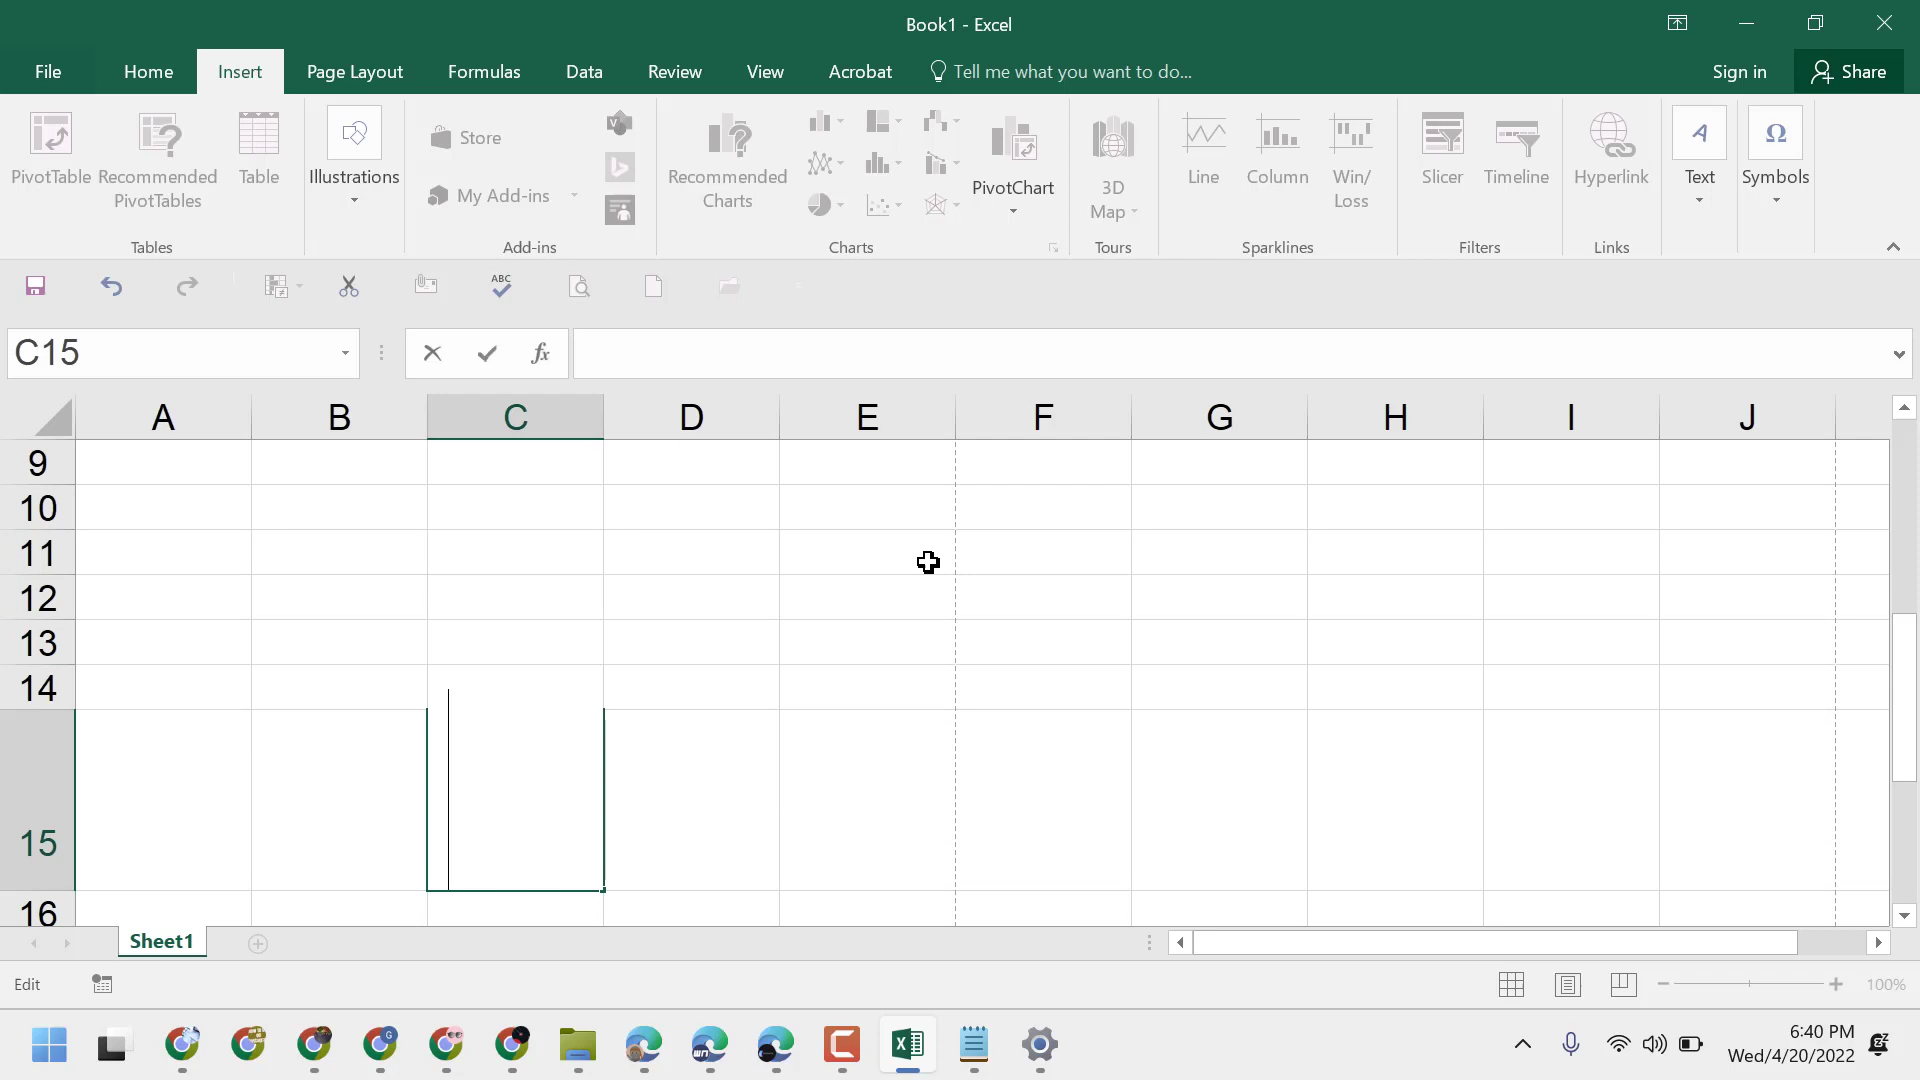 Book1 - Excel
File Home Insert Page Layout Formulas Data Review View Acrobat Tell me what you want to do... Sign in Share
PivotTable
Recommended
PivotTables
Table
Tables
Illustrations
Store
My Add-ins
Add-ins
Recommended
Charts
PivotChart
Charts
3D
Map
Tours
Line
Column
Win/
Loss
Sparklines
Slicer
Timeline
Filters
Hyperlink
Links
Text
Ω
Symbols
ABC
C15
fx
A B C D E F G H I J
9
10
11
12
13
14
15
16
Sheet1
Edit
100%
6:40 PM
Wed/4/20/2022